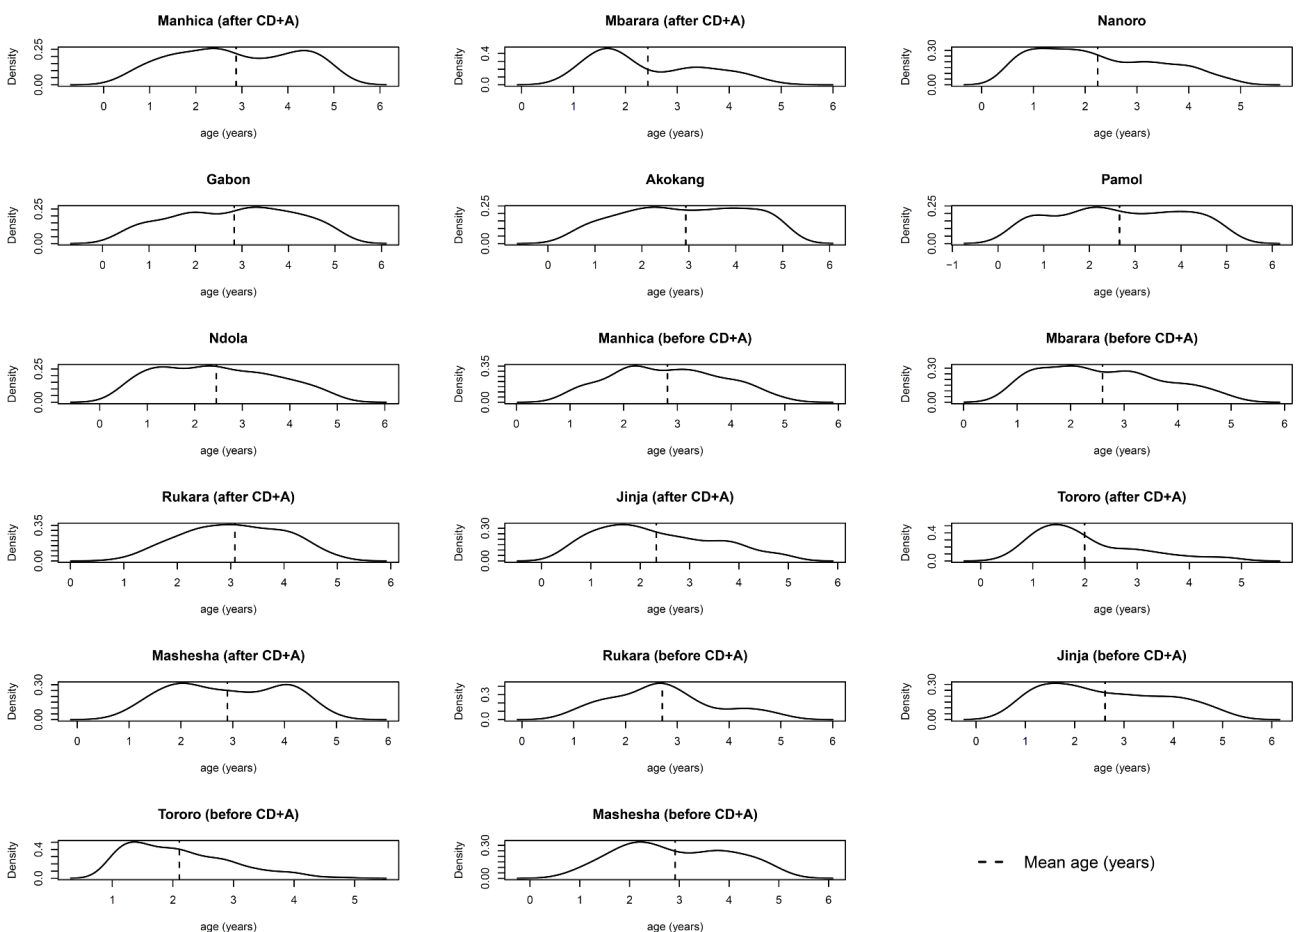 Manhica (after CD+A)
Density
0.00 0.25
0 1 2 3 4 5 6
age (years)
Mbarara (after CD+A)
Density
0.0 0.4
0 1 2 3 4 5 6
age (years)
Nanoro
Density
0.00 0.30
0 1 2 3 4 5
age (years)
Gabon
Density
0.00 0.25
0 1 2 3 4 5 6
age (years)
Akokang
Density
0.00 0.25
0 1 2 3 4 5 6
age (years)
Pamol
Density
0.00 0.25
−1 0 1 2 3 4 5 6
age (years)
Ndola
Density
0.00 0.25
0 1 2 3 4 5 6
age (years)
Manhica (before CD+A)
Density
0.00 0.35
0 1 2 3 4 5 6
age (years)
Mbarara (before CD+A)
Density
0.00 0.30
0 1 2 3 4 5 6
age (years)
Rukara (after CD+A)
Density
0.00 0.35
0 1 2 3 4 5 6
age (years)
Jinja (after CD+A)
Density
0.00 0.30
0 1 2 3 4 5 6
age (years)
Tororo (after CD+A)
Density
0.0 0.4
0 1 2 3 4 5
age (years)
Mashesha (after CD+A)
Density
0.00 0.30
0 1 2 3 4 5 6
age (years)
Rukara (before CD+A)
Density
0.0 0.3
0 1 2 3 4 5 6
age (years)
Jinja (before CD+A)
Density
0.00 0.30
0 1 2 3 4 5 6
age (years)
Tororo (before CD+A)
Density
0.0 0.4
1 2 3 4 5
age (years)
Mashesha (before CD+A)
Density
0.00 0.30
0 1 2 3 4 5 6
age (years)
Mean age (years)